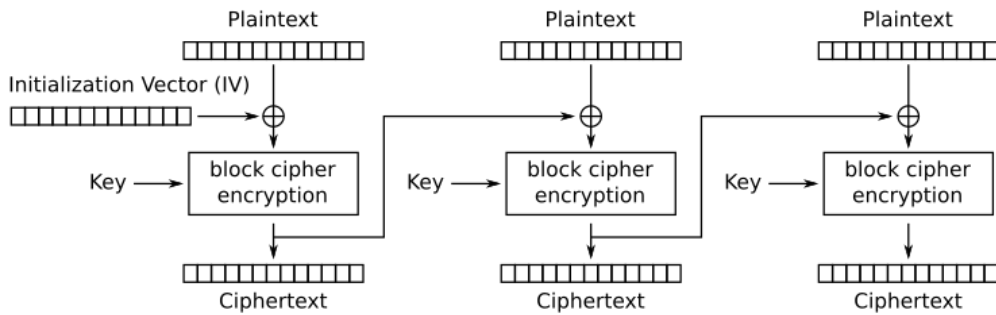 Plaintext
Plaintext
Plaintext
Initialization Vector (IV)
Key
block cipher
encryption
Key
block cipher
encryption
Key
block cipher
encryption
Ciphertext
Ciphertext
Ciphertext